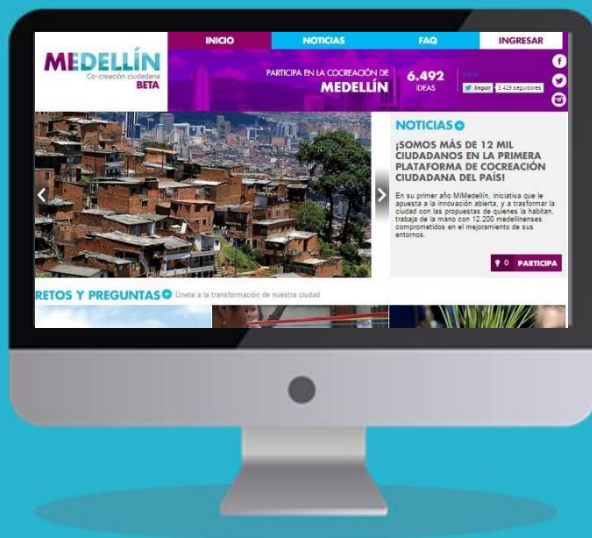 INICIO
NOTICIAS
FAQ
INGRESAR
MEDELLÍN
Co-creación ciudadana
BETA
PARTICIPA EN LA COCREACIÓN DE
MEDELLÍN
6.492
IDEAS
Seguir
3.429 seguidores
NOTICIAS
¡SOMOS MÁS DE 12 MIL
CIUDADANOS EN LA PRIMERA
PLATAFORMA DE COCREACIÓN
CIUDADANA DEL PAÍS!
En su primer año MiMedellín, iniciativa que le
apuesta a la innovación abierta, y a trasformar la
ciudad con las propuestas de quienes la habitan,
trabaja de la mano con 12.200 medellinenses
comprometidos en el mejoramiento de sus
entornos.
0 PARTICIPA
RETOS Y PREGUNTAS Únete a la transformación de nuestra ciudad